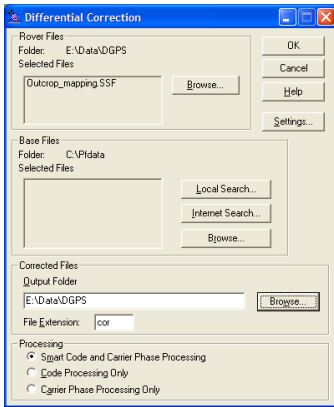 Differential Correction
Rover Files
Folder: E:\Data\DGPS
Selected Files
Outcrop_mapping.SSF
Browse...
OK
Cancel
Help
Settings...
Base Files
Folder: C:\Pfdata
Selected Files
Local Search...
Internet Search...
Browse...
Corrected Files
Output Folder
E:\Data\DGPS
Browse...
File Extension: cor
Processing
Smart Code and Carrier Phase Processing
Code Processing Only
Carrier Phase Processing Only